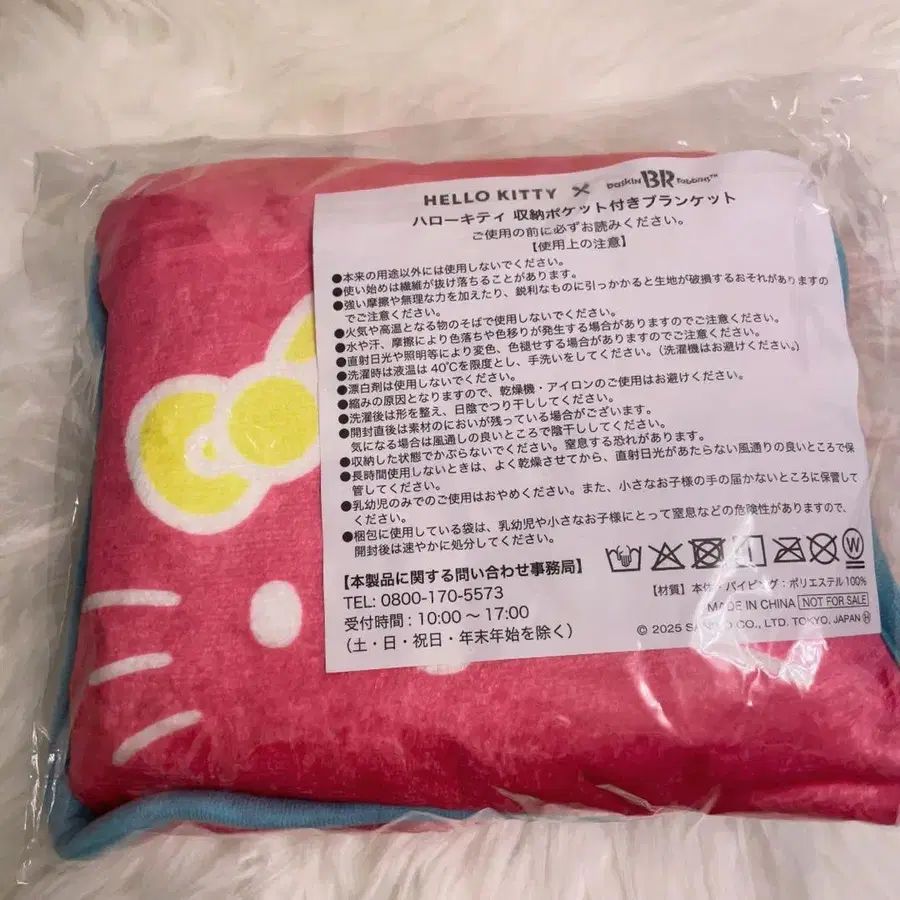 HELLO KITTY × baskin BR robbins™
ハローキティ 収納ポケット付きブランケット
ご使用の前に必ずお読みください。
【使用上の注意】
●本来の用途以外には使用しないでください。
●使い始めは繊維が抜け落ちることがあります。
●強い摩擦や無理な力を加えたり、鋭利なものに引っかかると生地が破損するおそれがありますの
でご注意ください。
●火気や高温となる物のそばで使用しないでください。
●水や汗、摩擦により色落ちや色移りが発生する場合がありますのでご注意ください。
●直射日光や照明等により変色、色褪せする場合がありますのでご注意ください。
●洗濯時は液温は40℃を限度とし、手洗いをしてください。（洗濯機はお避けください。）
●漂白剤は使用しないでください。
●縮みの原因となりますので、乾燥機・アイロンのご使用はお避けください。
●洗濯後は形を整え、日陰でつり干ししてください。
●開封直後は素材のにおいが残っている場合がございます。
気になる場合は風通しの良いところで陰干ししてください。
●収納した状態でかぶらないでください。窒息する恐れがあります。
●長時間使用しないときは、よく乾燥させてから、直射日光があたらない風通りの良いところで保
管してください。
●乳幼児のみでのご使用はおやめください。また、小さなお子様の手の届かないところに保管して
ください。
●梱包に使用している袋は、乳幼児や小さなお子様にとって窒息などの危険性がありますので、
開封後は速やかに処分してください。
【本製品に関する問い合わせ事務局】
TEL: 0800-170-5573
受付時間：10:00～17:00
（土・日・祝日・年末年始を除く）
W
【材質】本体・パイピング：ポリエステル100%
MADE IN CHINA NOT FOR SALE
© 2025 SANRIO CO., LTD. TOKYO, JAPAN Ⓗ